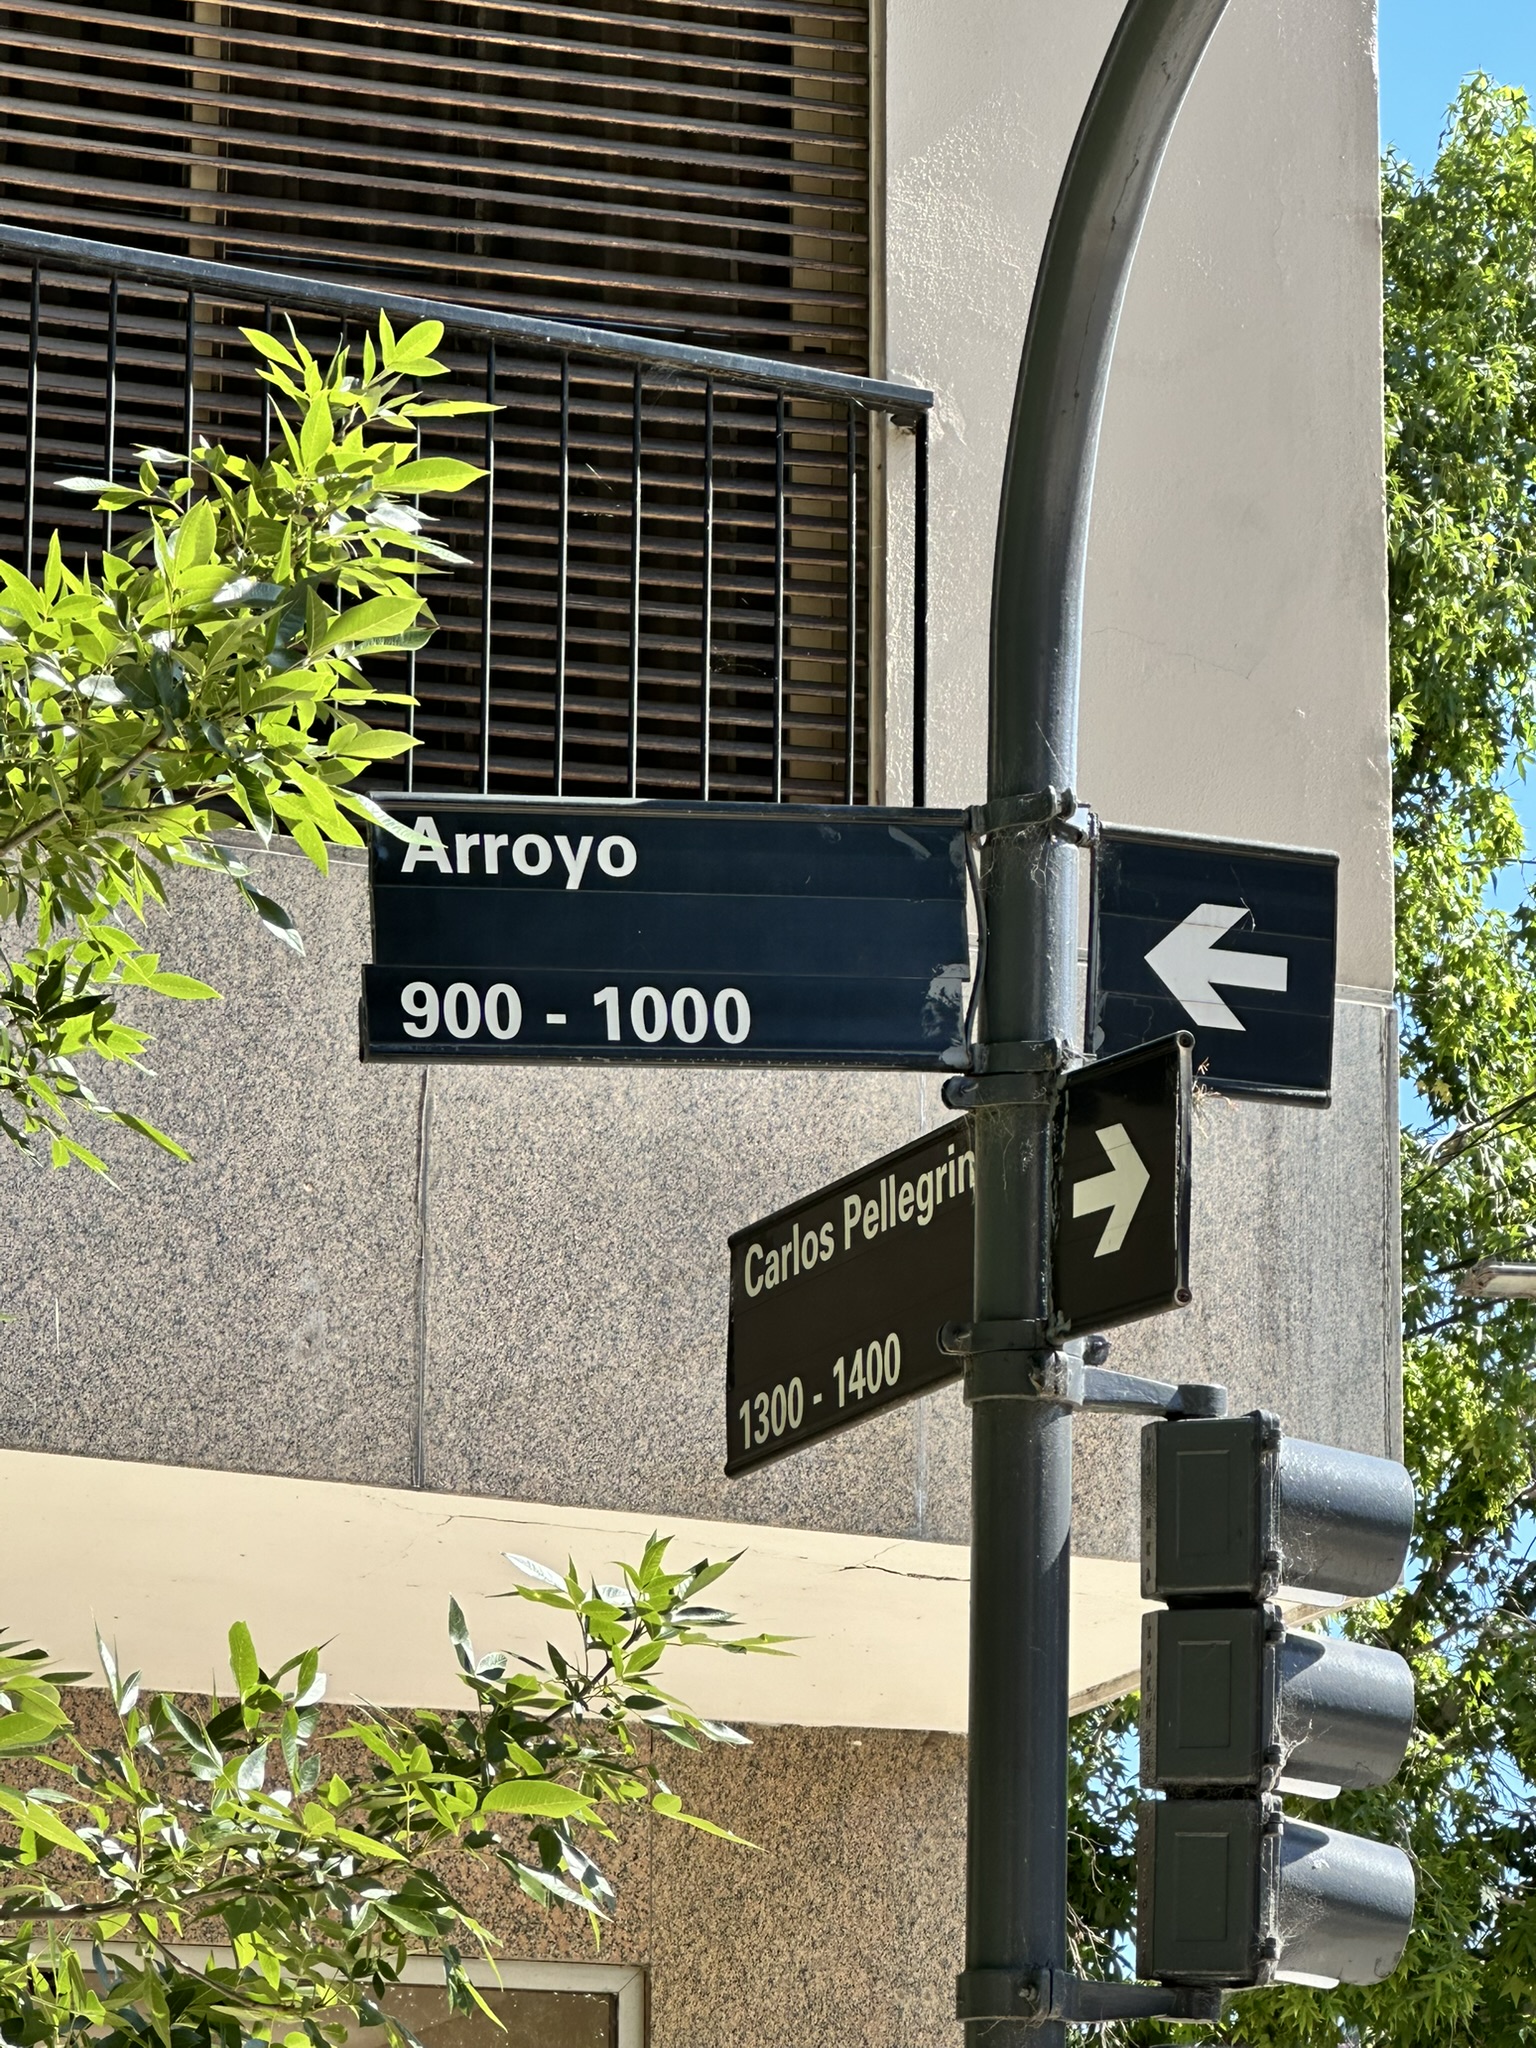 Arroyo
900 - 1000
Carlos Pellegrin
1300 - 1400